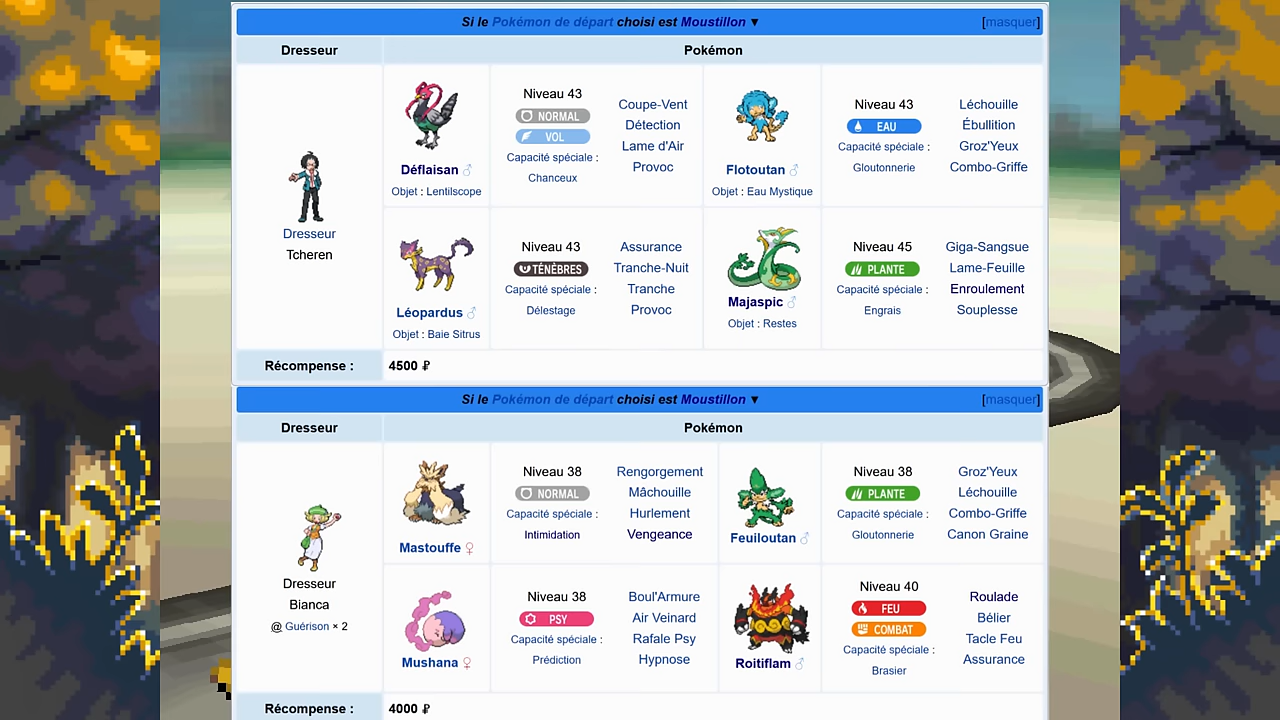 Si le Pokémon de départ choisi est Moustillon ▼ [masquer]
Dresseur Pokémon
Dresseur
Tcheren
Déflaisan ♂
Objet : Lentilscope
Niveau 43
NORMAL
VOL
Capacité spéciale :
Chanceux
Coupe-Vent
Détection
Lame d'Air
Provoc
Flotoutan ♂
Objet : Eau Mystique
Niveau 43
EAU
Capacité spéciale :
Gloutonnerie
Léchouille
Ébullition
Groz'Yeux
Combo-Griffe
Léopardus ♂
Objet : Baie Sitrus
Niveau 43
TÉNÈBRES
Capacité spéciale :
Délestage
Assurance
Tranche-Nuit
Tranche
Provoc
Majaspic ♂
Objet : Restes
Niveau 45
PLANTE
Capacité spéciale :
Engrais
Giga-Sangsue
Lame-Feuille
Enroulement
Souplesse
Récompense : 4500 ₽
Si le Pokémon de départ choisi est Moustillon ▼ [masquer]
Dresseur Pokémon
Dresseur
Bianca
@ Guérison × 2
Mastouffe ♀
Niveau 38
NORMAL
Capacité spéciale :
Intimidation
Rengorgement
Mâchouille
Hurlement
Vengeance
Feuiloutan ♂
Niveau 38
PLANTE
Capacité spéciale :
Gloutonnerie
Groz'Yeux
Léchouille
Combo-Griffe
Canon Graine
Mushana ♀
Niveau 38
PSY
Capacité spéciale :
Prédiction
Boul'Armure
Air Veinard
Rafale Psy
Hypnose
Roitiflam ♂
Niveau 40
FEU
COMBAT
Capacité spéciale :
Brasier
Roulade
Bélier
Tacle Feu
Assurance
Récompense : 4000 ₽